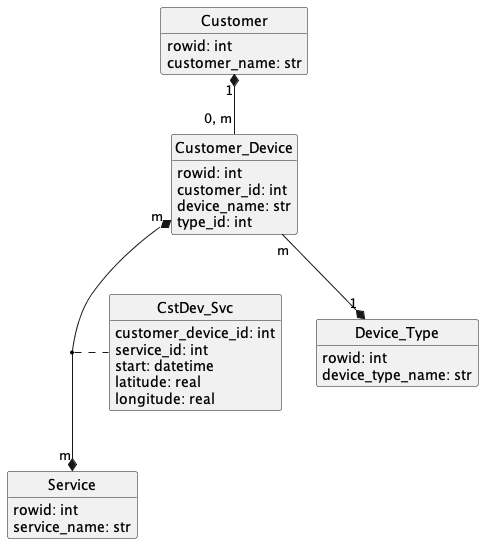 Customer
rowid: int
customer_name: str
1
0, m
Customer_Device
rowid: int
customer_id: int
device_name: str
type_id: int
m
m
CstDev_Svc
customer_device_id: int
service_id: int
start: datetime
latitude: real
longitude: real
1
Device_Type
rowid: int
device_type_name: str
m
Service
rowid: int
service_name: str